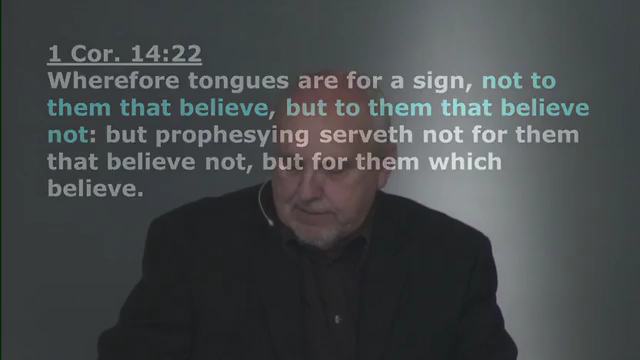 1 Cor. 14:22
Wherefore tongues are for a sign, not to
them that believe, but to them that believe
not: but prophesying serveth not for them
that believe not, but for them which
believe.